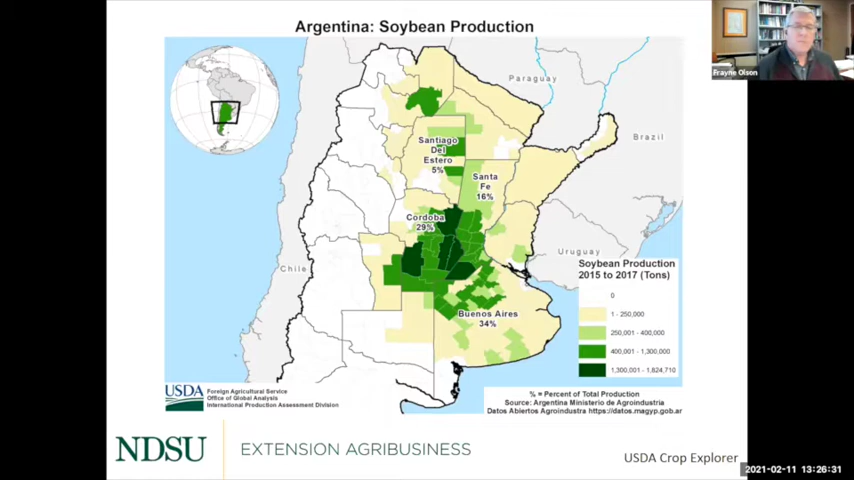 Argentina: Soybean Production
Frayne Olson
Paraguay
Brazil
Santiago
Del
Estero
5%
Santa
Fe
16%
Cordoba
29%
Uruguay
Chile
Soybean Production
2015 to 2017 (Tons)
0
1 - 250,000
250,001 - 400,000
400,001 - 1,300,000
1,300,001 - 1,824,710
Buenos Aires
34%
USDA
Foreign Agricultural Service
Office of Global Analysis
International Production Assessment Division
% = Percent of Total Production
Source: Argentina Ministerio de Agroindustria
Datos Abiertos Agroindustra https://datos.magyp.gob.ar
NDSU
EXTENSION AGRIBUSINESS
USDA Crop Explorer
2021-02-11 13:26:31